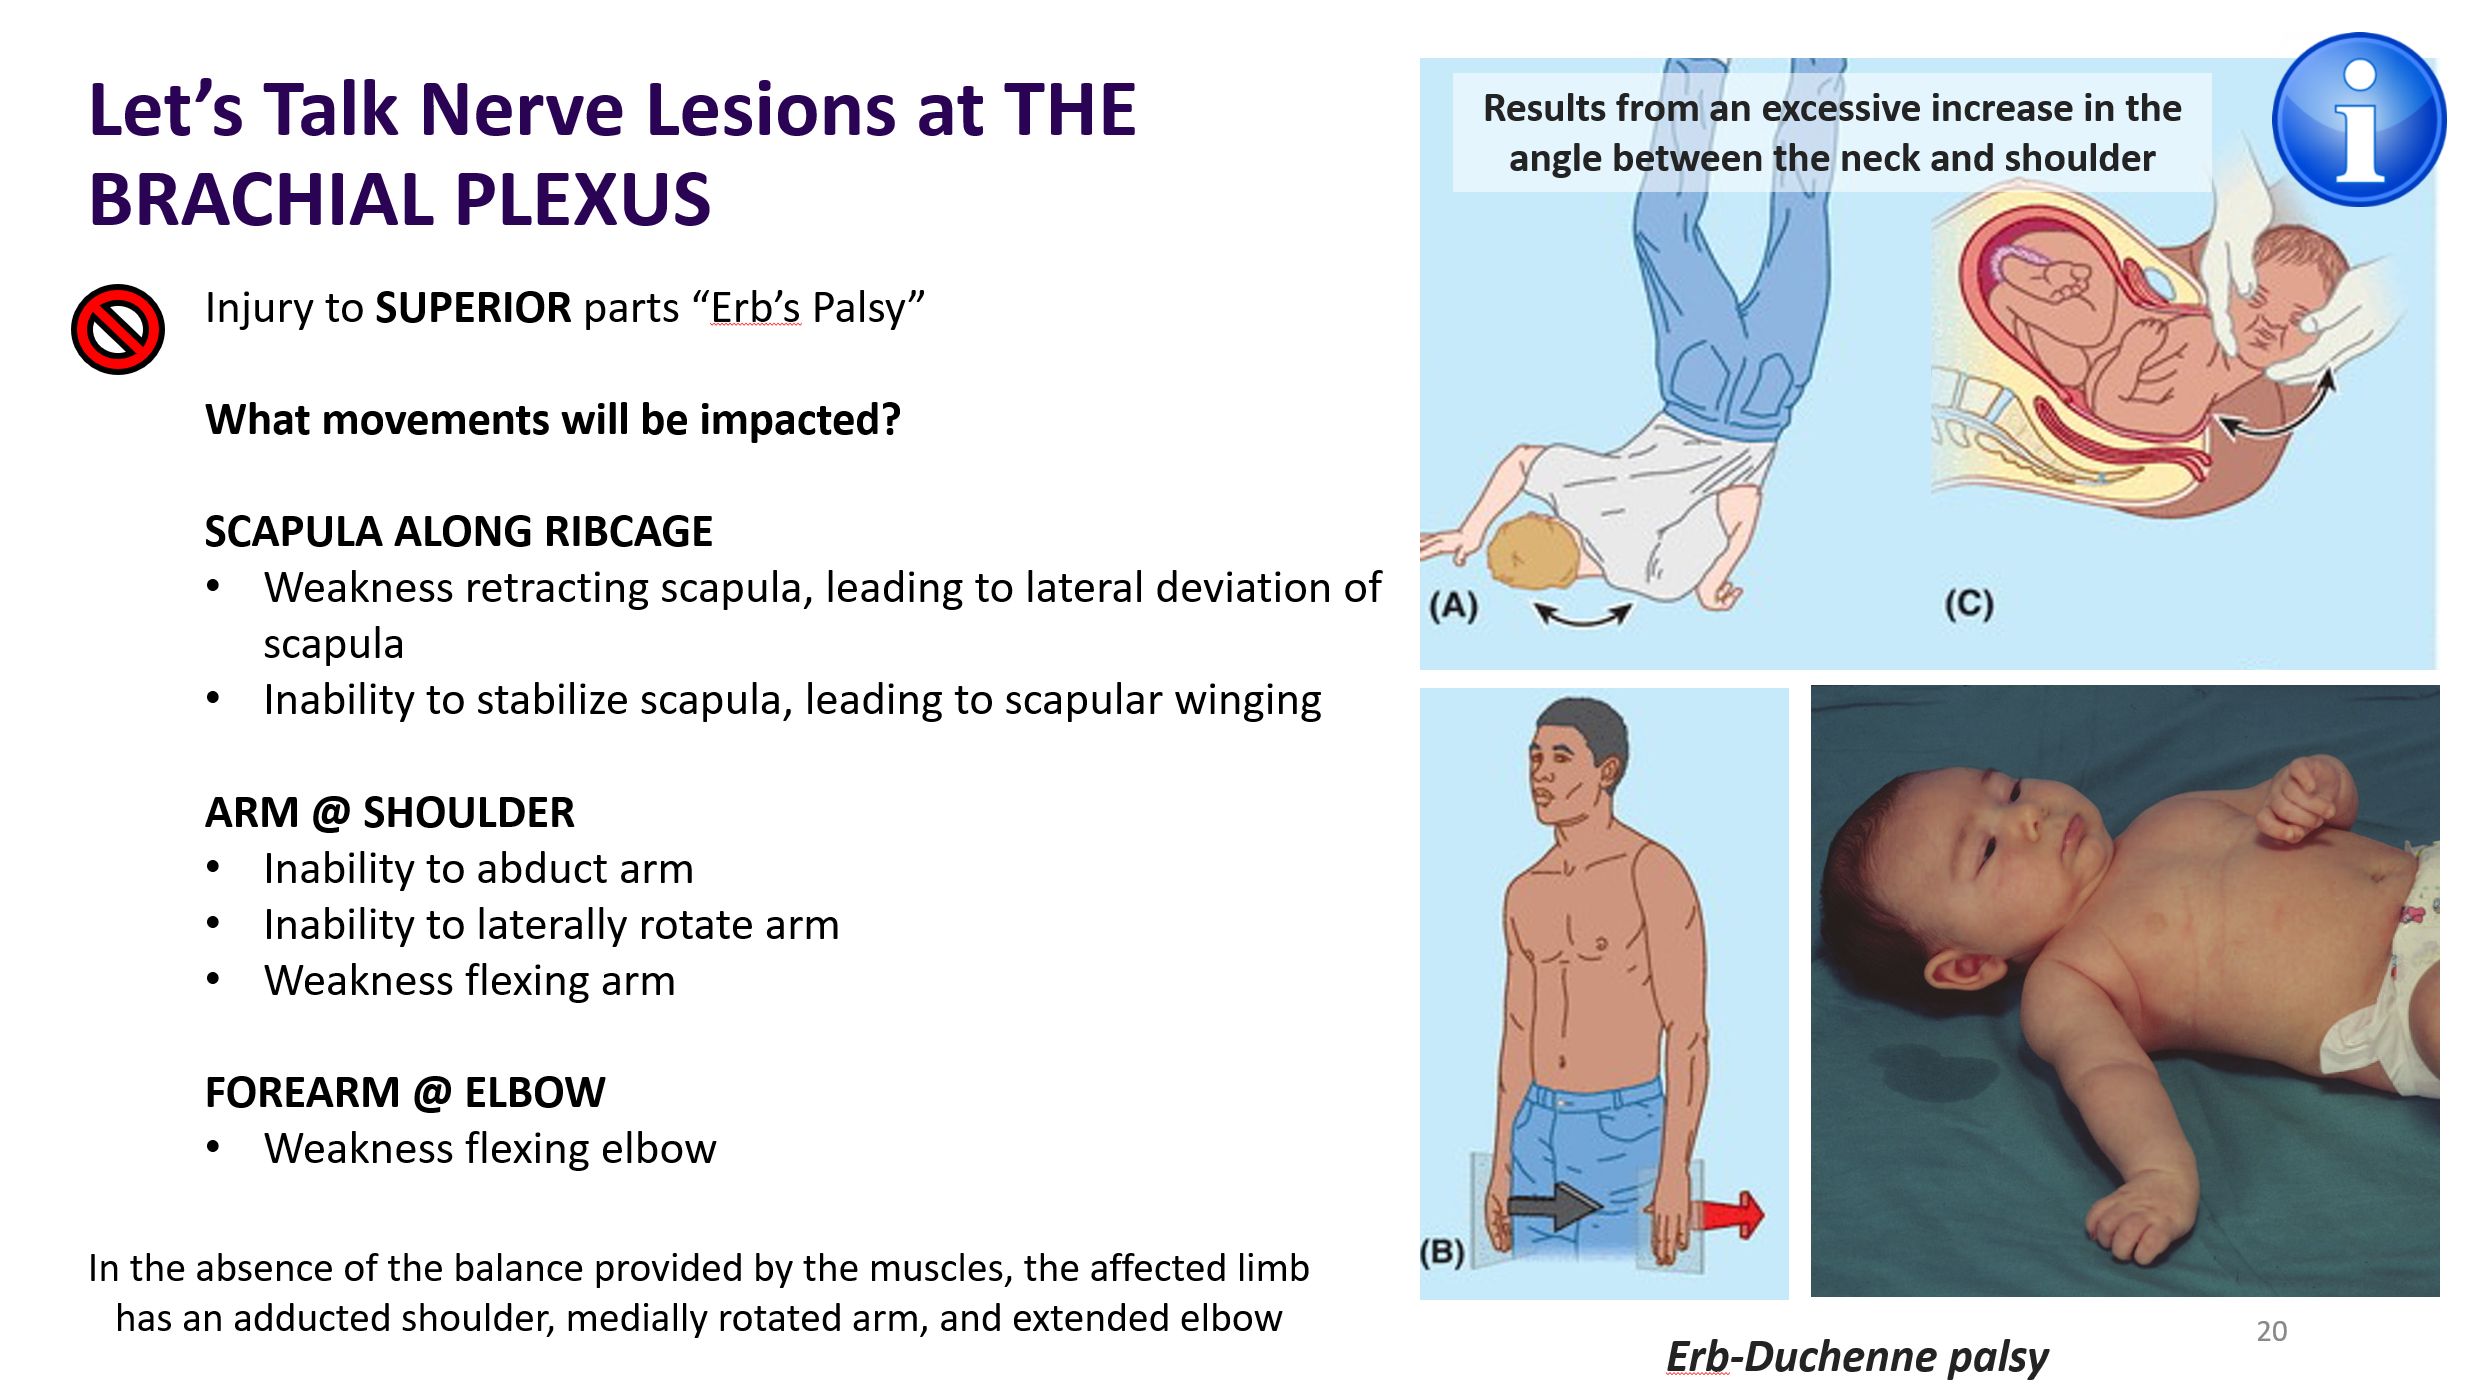 Let’s Talk Nerve Lesions at THE
BRACHIAL PLEXUS
Injury to SUPERIOR parts “Erb’s Palsy”
What movements will be impacted?
SCAPULA ALONG RIBCAGE
• Weakness retracting scapula, leading to lateral deviation of
scapula
• Inability to stabilize scapula, leading to scapular winging
ARM @ SHOULDER
• Inability to abduct arm
• Inability to laterally rotate arm
• Weakness flexing arm
FOREARM @ ELBOW
• Weakness flexing elbow
In the absence of the balance provided by the muscles, the affected limb
has an adducted shoulder, medially rotated arm, and extended elbow
Results from an excessive increase in the
angle between the neck and shoulder
i
(A)
(C)
(B)
Erb-Duchenne palsy
20